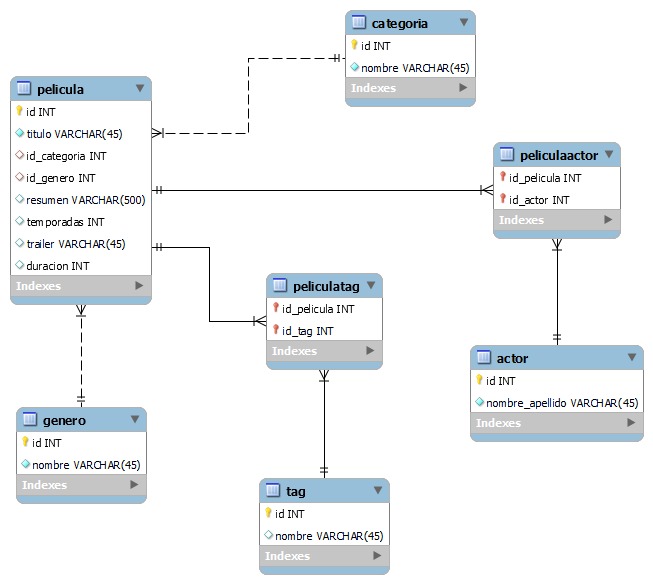 categoria
id INT
nombre VARCHAR(45)
Indexes
pelicula
id INT
titulo VARCHAR(45)
id_categoria INT
id_genero INT
resumen VARCHAR(500)
temporadas INT
trailer VARCHAR(45)
duracion INT
Indexes
peliculaactor
id_pelicula INT
id_actor INT
Indexes
peliculatag
id_pelicula INT
id_tag INT
Indexes
actor
id INT
nombre_apellido VARCHAR(45)
Indexes
genero
id INT
nombre VARCHAR(45)
Indexes
tag
id INT
nombre VARCHAR(45)
Indexes